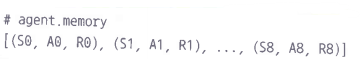 # agent.memory
[(S0, A0, R0), (S1, A1, R1), ..., (S8, A8, R8)]